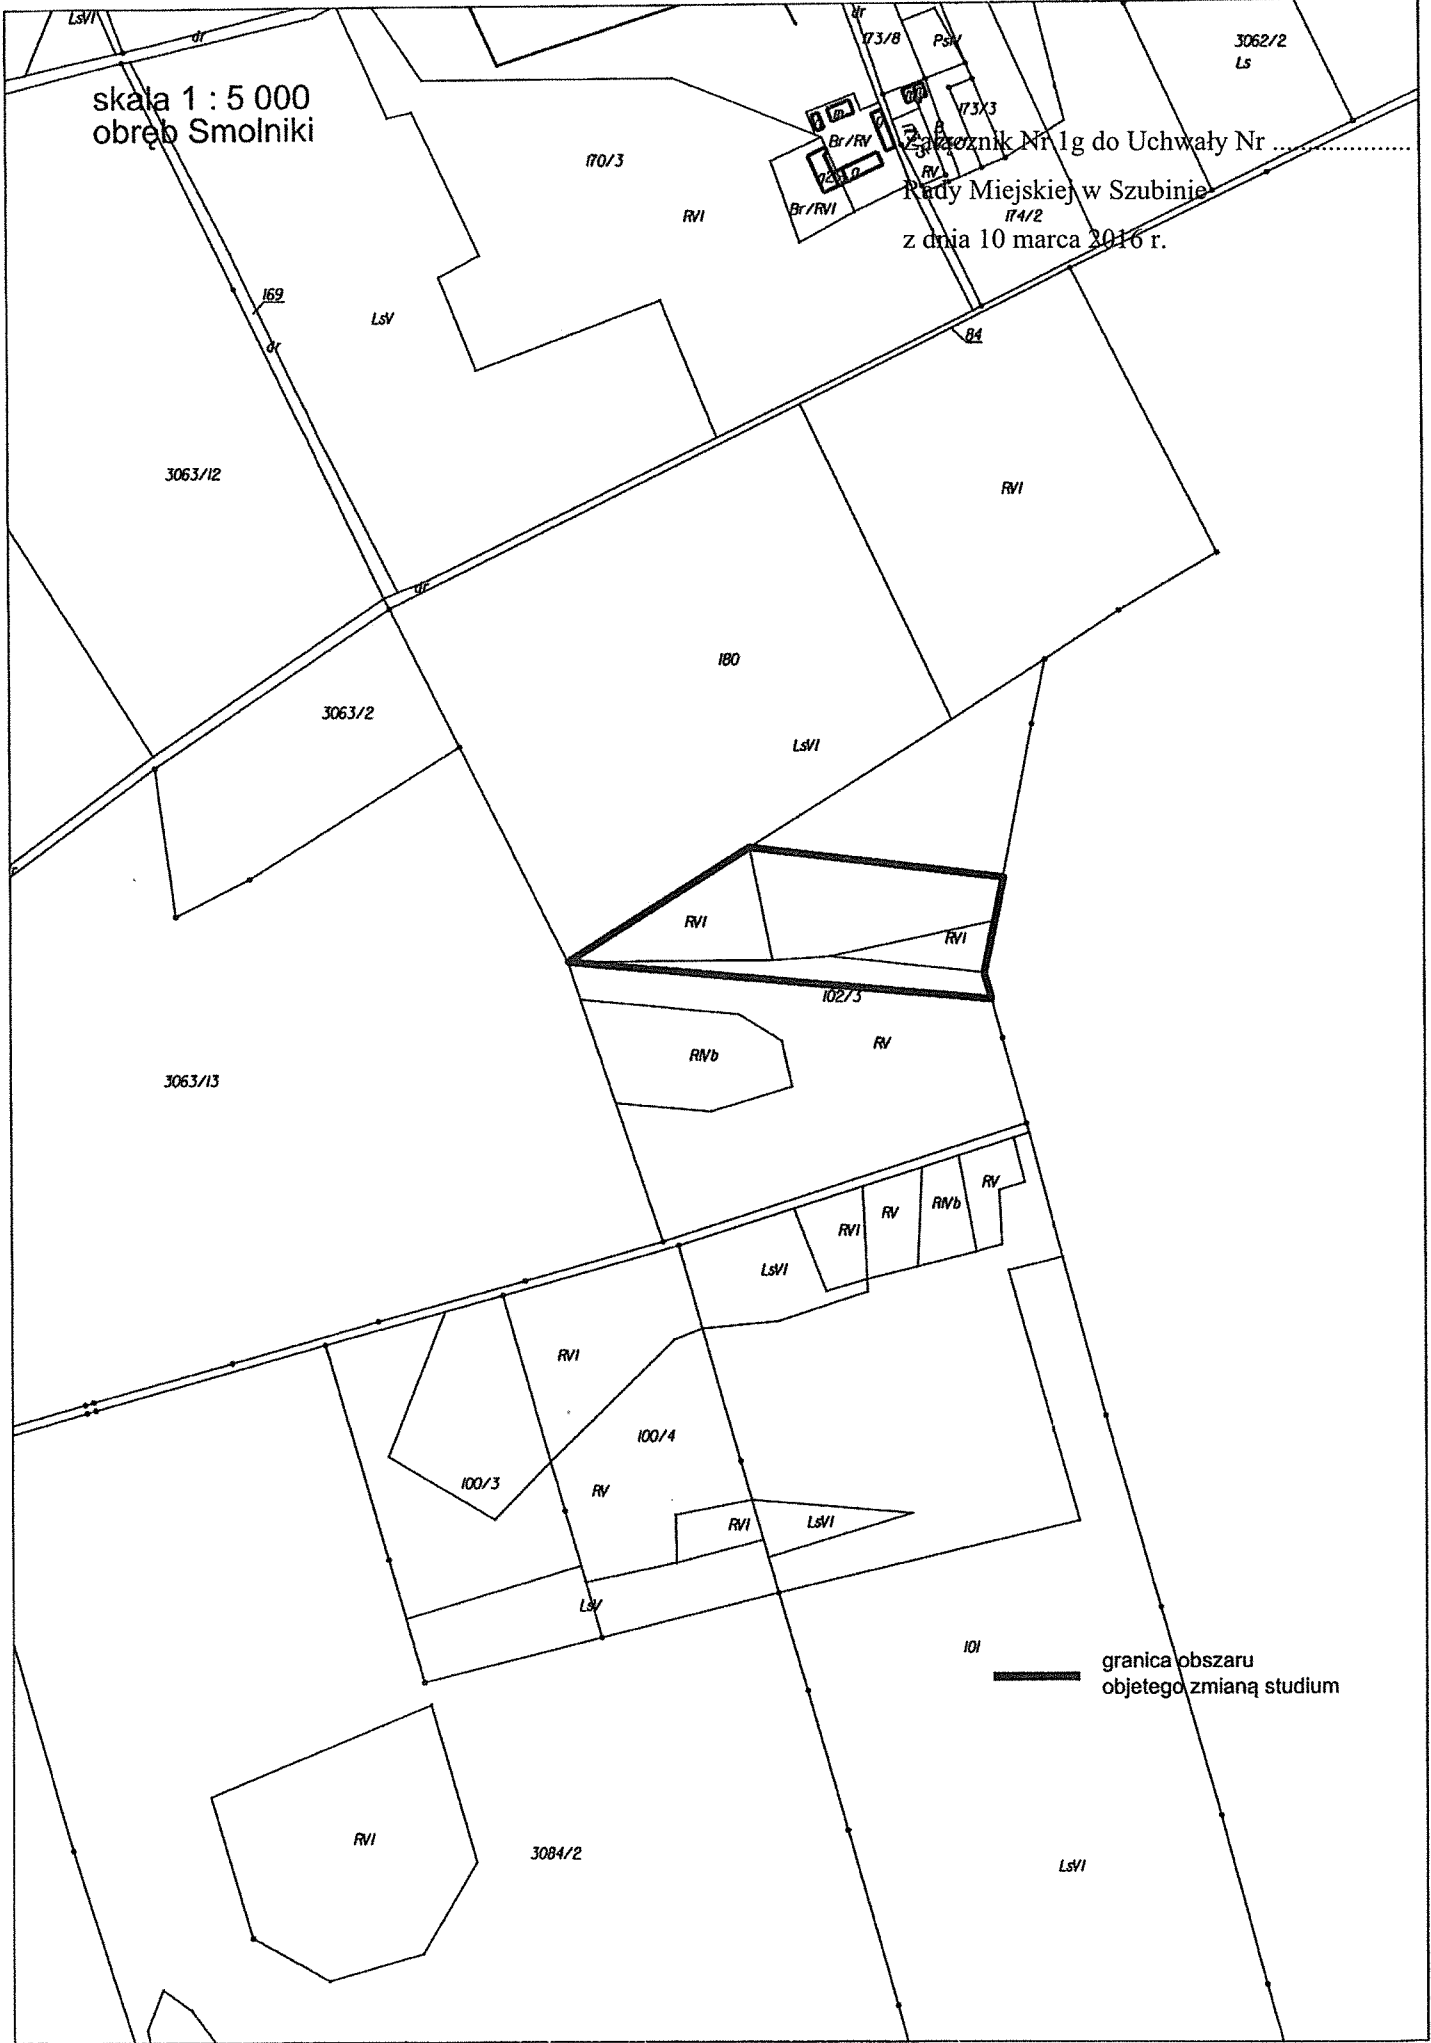 LsVI
dr
dr
173/8
PsIV
3062/2
Ls
skala 1 : 5 000
obręb Smolniki
m
173/3
Br/RV
170/3
Załącznik Nr 1g do Uchwały Nr ....................
RV
Rady Miejskiej w Szubinie
Br/RVI
RVI
174/2
z dnia 10 marca 2016 r.
169
LsV
dr
84
3063/12
RVI
dr
180
3063/2
LsVI
RVI
RVI
102/3
RV
RIVb
3063/13
RV
RIVb
RV
RVI
LsVI
RVI
100/4
100/3
RV
RVI
LsVI
LsV
101
granica obszaru
objetego zmianą studium
RVI
3084/2
LsVI